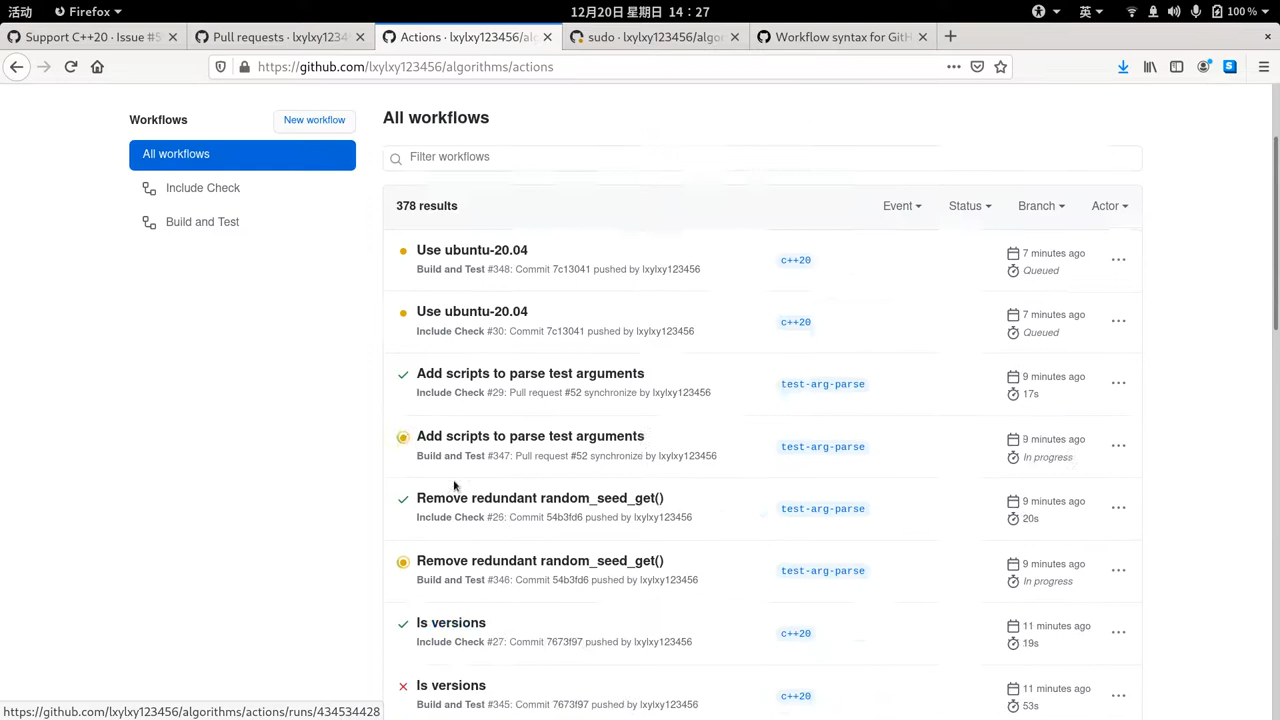 活动
Firefox
12月20日 星期日 14：27
英
100 %
Support C++20 · Issue #5
Pull requests · lxylxy1234
Actions · lxylxy123456/alg
sudo · lxylxy123456/algor
Workflow syntax for GitH
https://github.com/lxylxy123456/algorithms/actions
Workflows
New workflow
All workflows
Include Check
Build and Test
All workflows
Filter workflows
378 results
Event
Status
Branch
Actor
Use ubuntu-20.04
Build and Test #348: Commit 7c13041 pushed by lxylxy123456
c++20
7 minutes ago
Queued
Use ubuntu-20.04
Include Check #30: Commit 7c13041 pushed by lxylxy123456
c++20
7 minutes ago
Queued
Add scripts to parse test arguments
Include Check #29: Pull request #52 synchronize by lxylxy123456
test-arg-parse
9 minutes ago
17s
Add scripts to parse test arguments
Build and Test #347: Pull request #52 synchronize by lxylxy123456
test-arg-parse
9 minutes ago
In progress
Remove redundant random_seed_get()
Include Check #26: Commit 54b3fd6 pushed by lxylxy123456
test-arg-parse
9 minutes ago
20s
Remove redundant random_seed_get()
Build and Test #346: Commit 54b3fd6 pushed by lxylxy123456
test-arg-parse
9 minutes ago
In progress
ls versions
Include Check #27: Commit 7673f97 pushed by lxylxy123456
c++20
11 minutes ago
19s
ls versions
Build and Test #345: Commit 7673f97 pushed by lxylxy123456
c++20
11 minutes ago
53s
https://github.com/lxylxy123456/algorithms/actions/runs/434534428